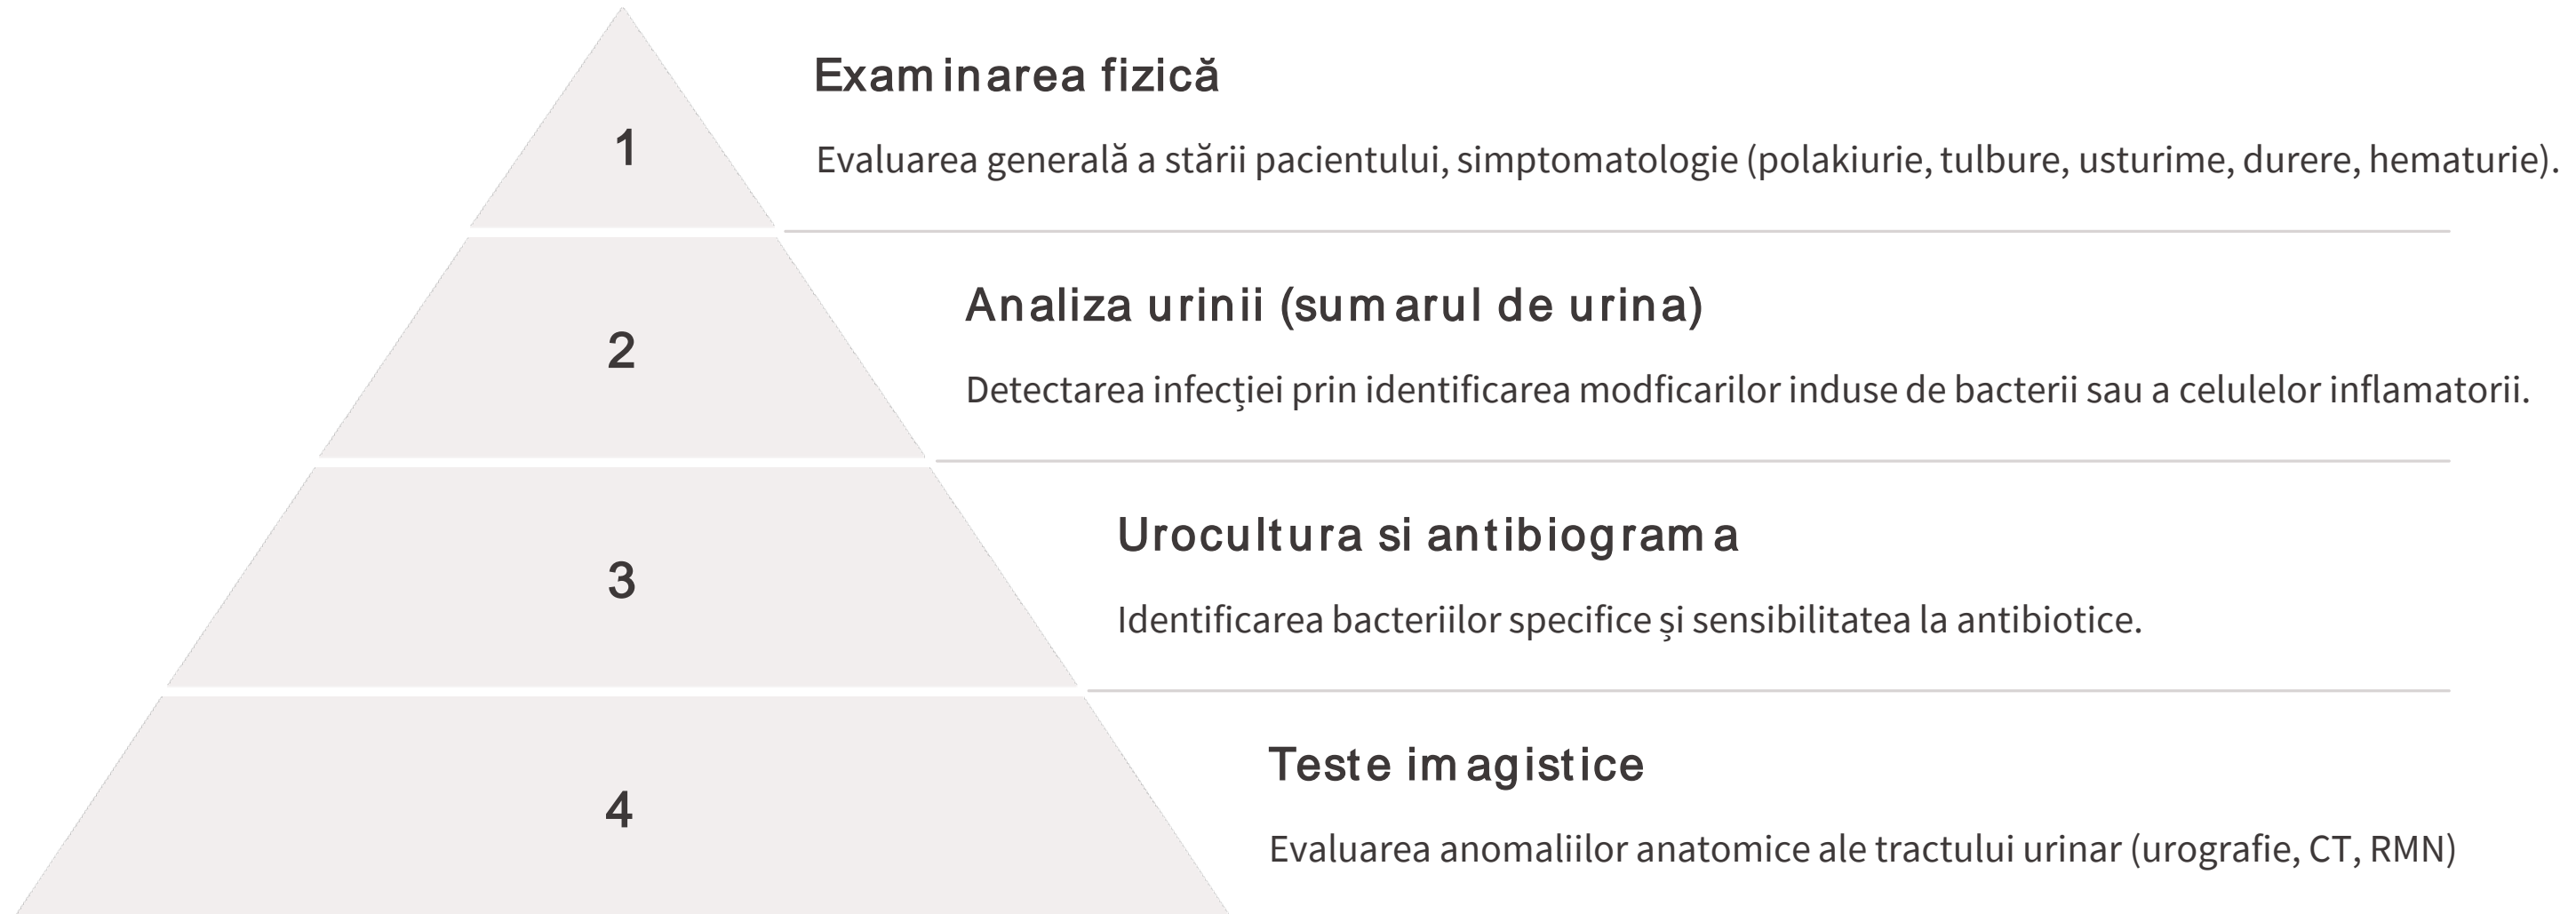 1
Examinarea fizică
Evaluarea generală a stării pacientului, simptomatologie (polakiurie, tulbure, usturime, durere, hematurie).
2
Analiza urinii (sumarul de urina)
Detectarea infecției prin identificarea modficarilor induse de bacterii sau a celulelor inflamatorii.
3
Urocultura si antibiograma
Identificarea bacteriilor specifice și sensibilitatea la antibiotice.
4
Teste imagistice
Evaluarea anomaliilor anatomice ale tractului urinar (urografie, CT, RMN)